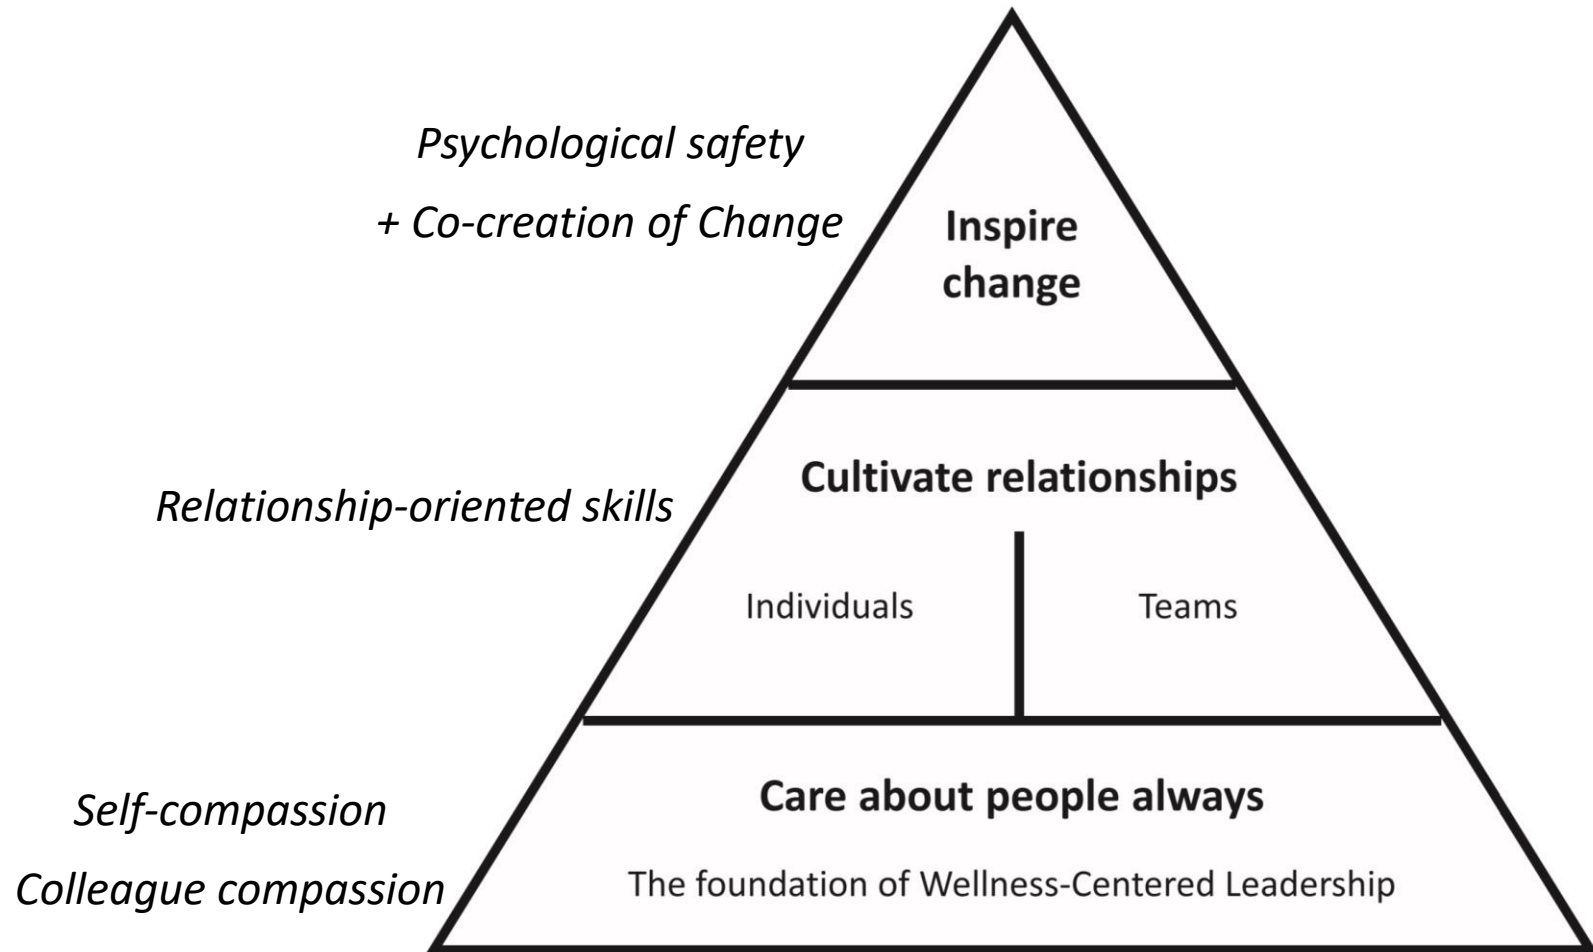 Psychological safety
+ Co-creation of Change
Inspire
change
Cultivate relationships
Relationship-oriented skills
Individuals
Teams
Care about people always
Self-compassion
The foundation of Wellness-Centered Leadership
Colleague compassion